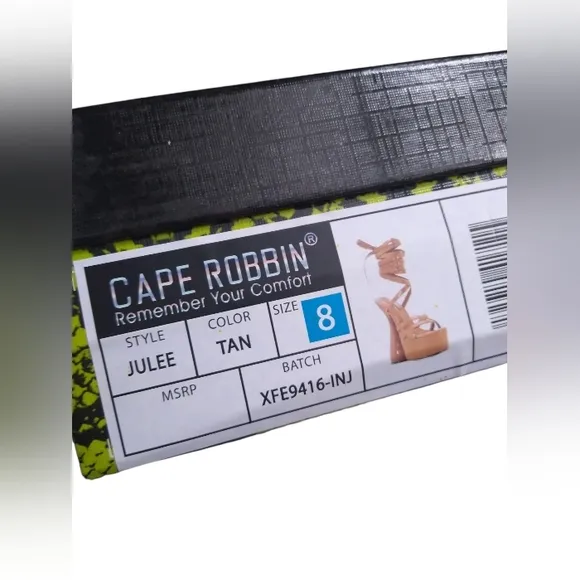 CAPE ROBBIN®
Remember Your Comfort
STYLE
JULEE
COLOR
TAN
SIZE
8
MSRP
BATCH
XFE9416-INJ